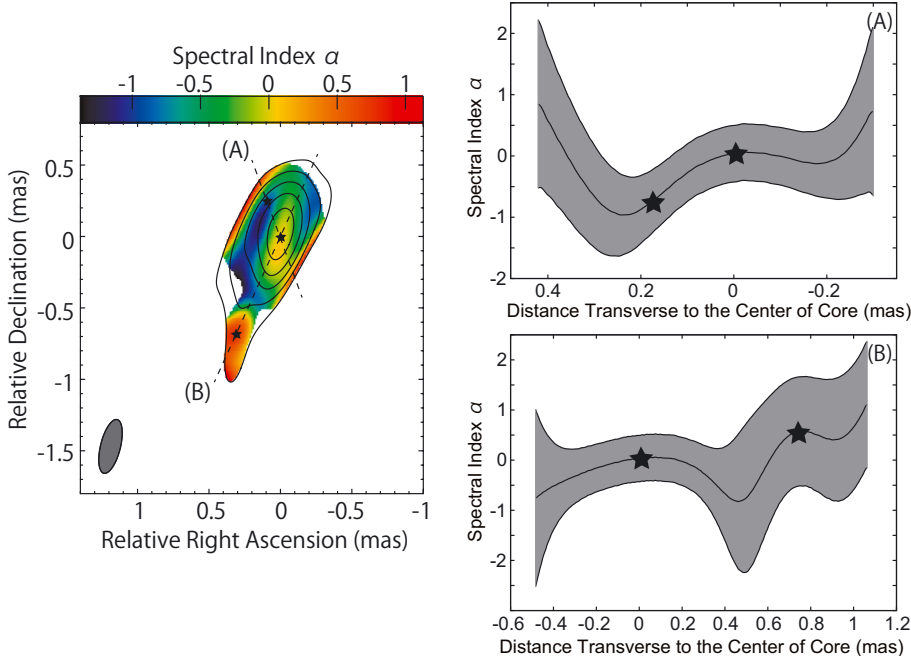 Spectral Index α
-1 -0.5 0 0.5 1
(A)
(B)
0.5
0
-0.5
-1
-1.5
1 0.5 0 -0.5 -1
Relative Right Ascension (mas)
Relative Declination (mas)
(A)
2
1
0
-1
-2
0.4 0.2 0 -0.2
Distance Transverse to the Center of Core (mas)
Spectral Index α
(B)
2
1
0
-1
-2
-0.6 -0.4 -0.2 0 0.2 0.4 0.6 0.8 1 1.2
Distance Transverse to the Center of Core (mas)
Spectral Index α